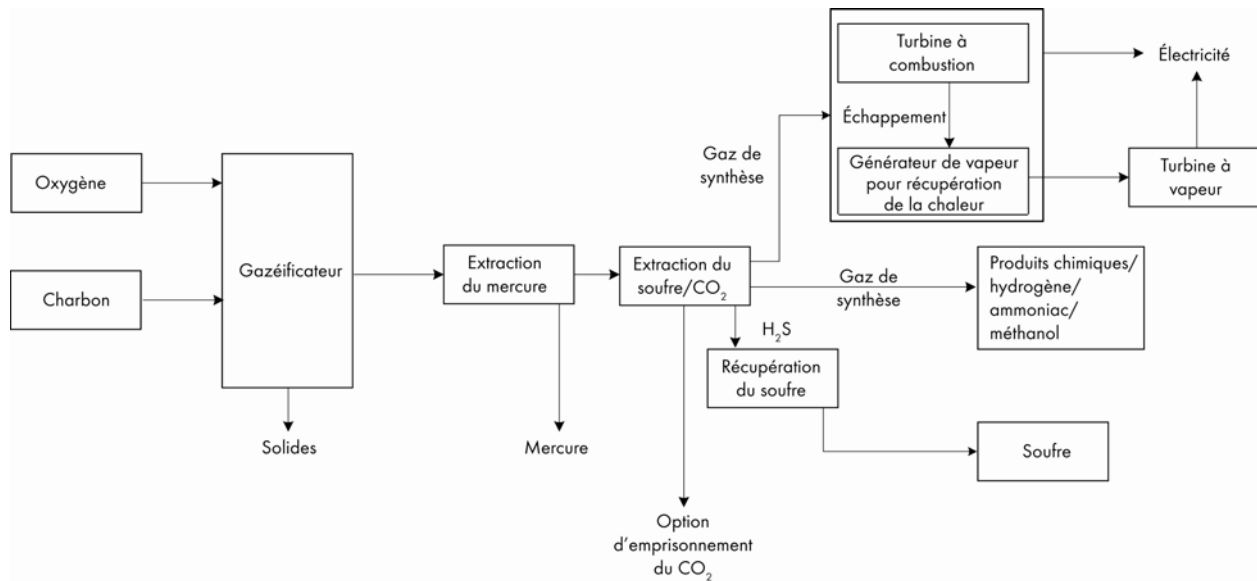 Oxygène
Charbon
Gazéificateur
Solides
Extraction
du mercure
Mercure
Extraction du
soufre/CO₂
Option
d'emprisonnement
du CO₂
Gaz de
synthèse
Turbine à
combustion
Échappement
Générateur de vapeur
pour récupération
de la chaleur
Électricité
Turbine à
vapeur
Gaz de
synthèse
Produits chimiques/
hydrogène/
ammoniac/
méthanol
H₂S
Récupération
du soufre
Soufre